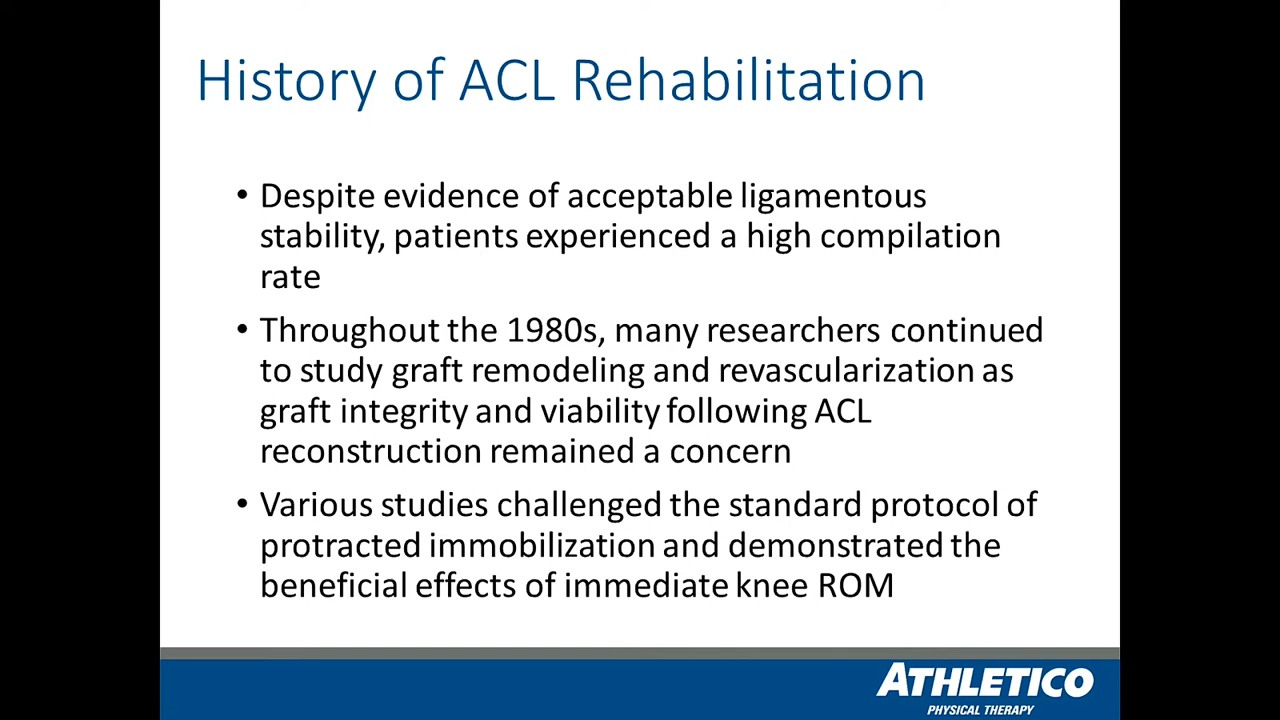 History of ACL Rehabilitation
• Despite evidence of acceptable ligamentous
stability, patients experienced a high compilation
rate
• Throughout the 1980s, many researchers continued
to study graft remodeling and revascularization as
graft integrity and viability following ACL
reconstruction remained a concern
• Various studies challenged the standard protocol of
protracted immobilization and demonstrated the
beneficial effects of immediate knee ROM
ATHLETICO
PHYSICAL THERAPY